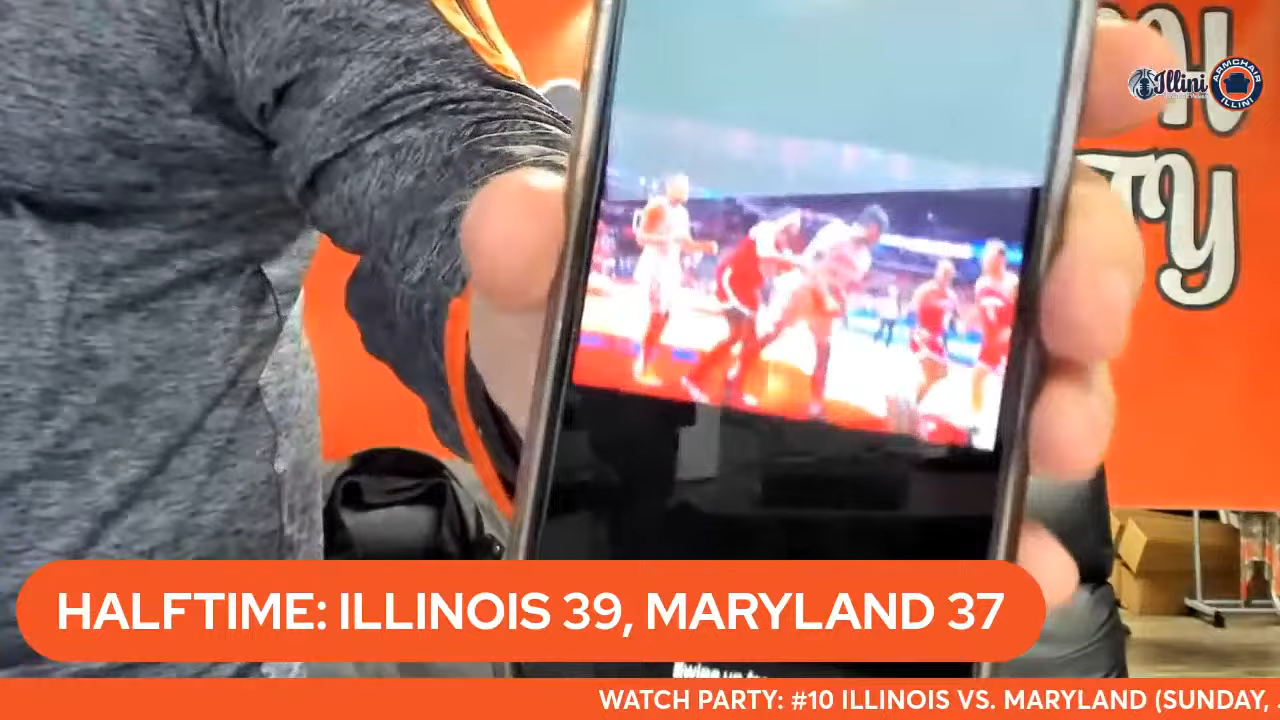 Illini
ARMCHAIR
ILLINI
HALFTIME: ILLINOIS 39, MARYLAND 37
WATCH PARTY: #10 ILLINOIS VS. MARYLAND (SUNDAY,